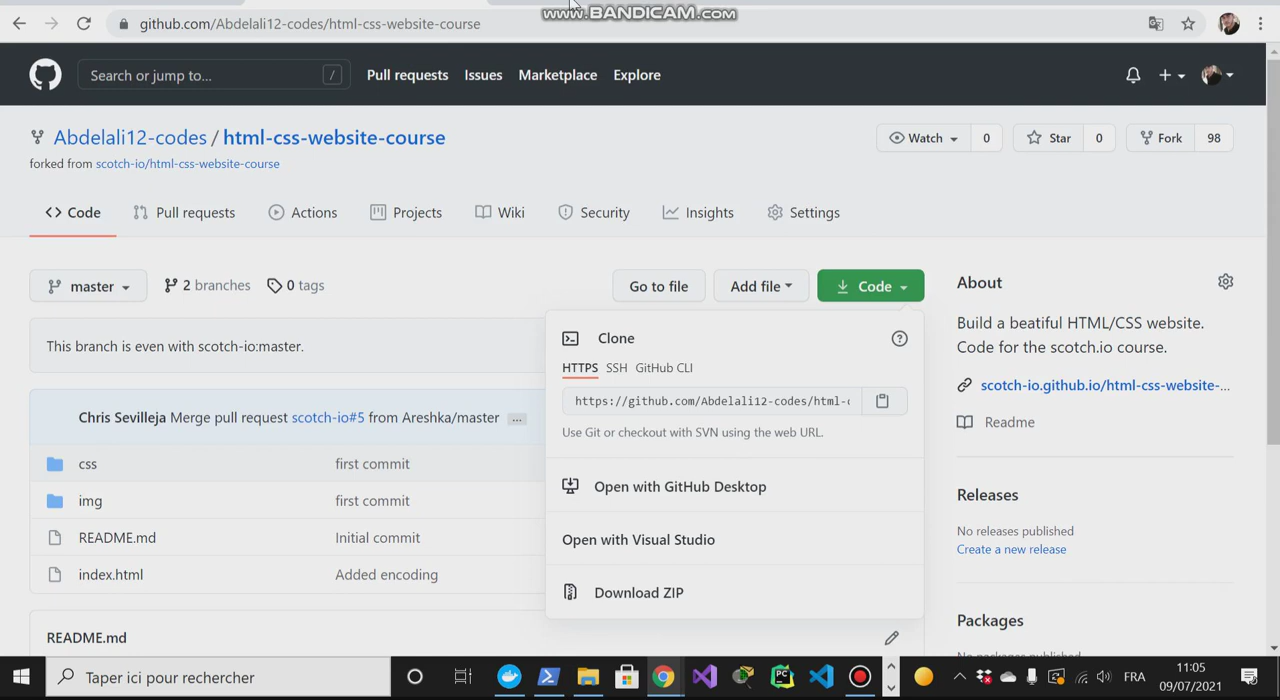 www.BANDICAM.com
github.com/Abdelali12-codes/html-css-website-course
Search or jump to... / Pull requests Issues Marketplace Explore
Abdelali12-codes / html-css-website-course
Watch 0 Star 0 Fork 98
forked from scotch-io/html-css-website-course
<> Code Pull requests Actions Projects Wiki Security Insights Settings
master 2 branches 0 tags Go to file Add file Code
This branch is even with scotch-io:master.
Chris Sevilleja Merge pull request scotch-io#5 from Areshka/master ...
css first commit
img first commit
README.md Initial commit
index.html Added encoding
README.md
Clone
HTTPS SSH GitHub CLI
https://github.com/Abdelali12-codes/html-c
Use Git or checkout with SVN using the web URL.
Open with GitHub Desktop
Open with Visual Studio
Download ZIP
About
Build a beatiful HTML/CSS website.
Code for the scotch.io course.
scotch-io.github.io/html-css-website-...
Readme
Releases
No releases published
Create a new release
Packages
No packages published
Taper ici pour rechercher
PC
FRA
11:05
09/07/2021